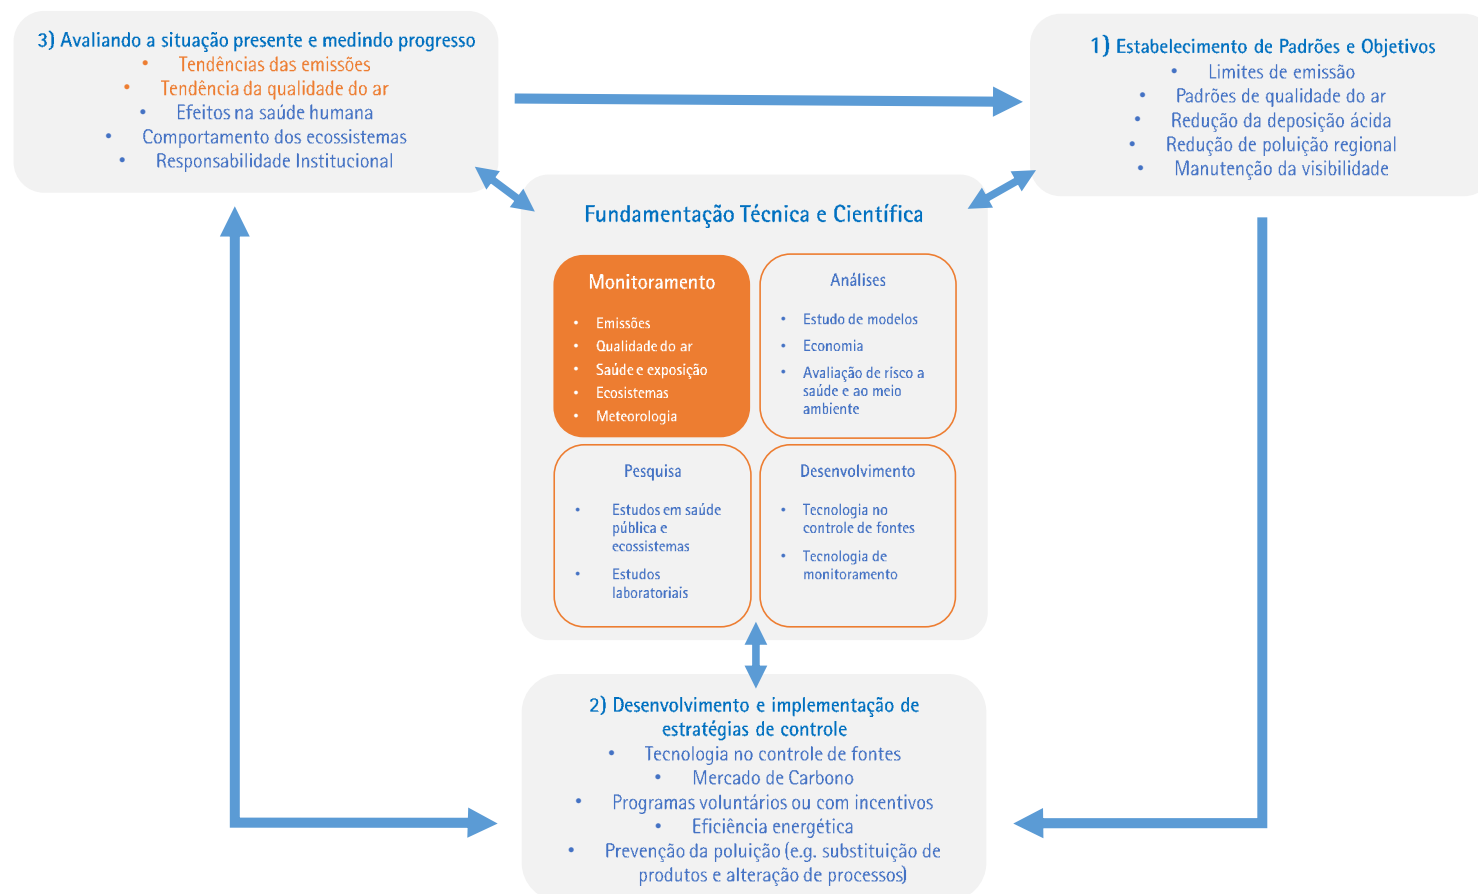 3) Avaliando a situação presente e medindo progresso
• Tendências das emissões
• Tendência da qualidade do ar
• Efeitos na saúde humana
• Comportamento dos ecossistemas
• Responsabilidade Institucional
1) Estabelecimento de Padrões e Objetivos
• Limites de emissão
• Padrões de qualidade do ar
• Redução da deposição ácida
• Redução de poluição regional
• Manutenção da visibilidade
Fundamentação Técnica e Científica
Monitoramento
• Emissões
• Qualidade do ar
• Saúde e exposição
• Ecosistemas
• Meteorologia
Análises
• Estudo de modelos
• Economia
• Avaliação de risco a
saúde e ao meio
ambiente
Pesquisa
• Estudos em saúde
pública e
ecossistemas
• Estudos
laboratoriais
Desenvolvimento
• Tecnologia no
controle de fontes
• Tecnologia de
monitoramento
2) Desenvolvimento e implementação de
estratégias de controle
• Tecnologia no controle de fontes
• Mercado de Carbono
• Programas voluntários ou com incentivos
• Eficiência energética
• Prevenção da poluição (e.g. substituição de
produtos e alteração de processos)